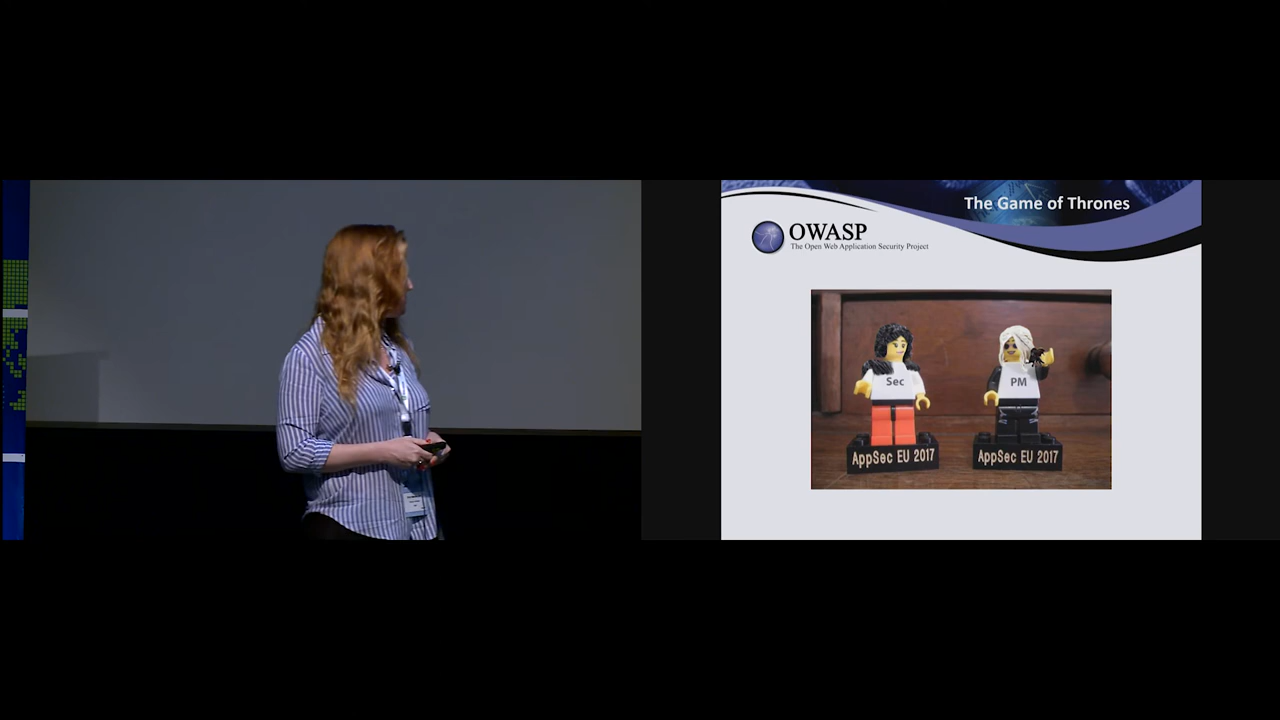 The Game of Thrones
OWASP
The Open Web Application Security Project
Sec
PM
AppSec EU 2017
AppSec EU 2017